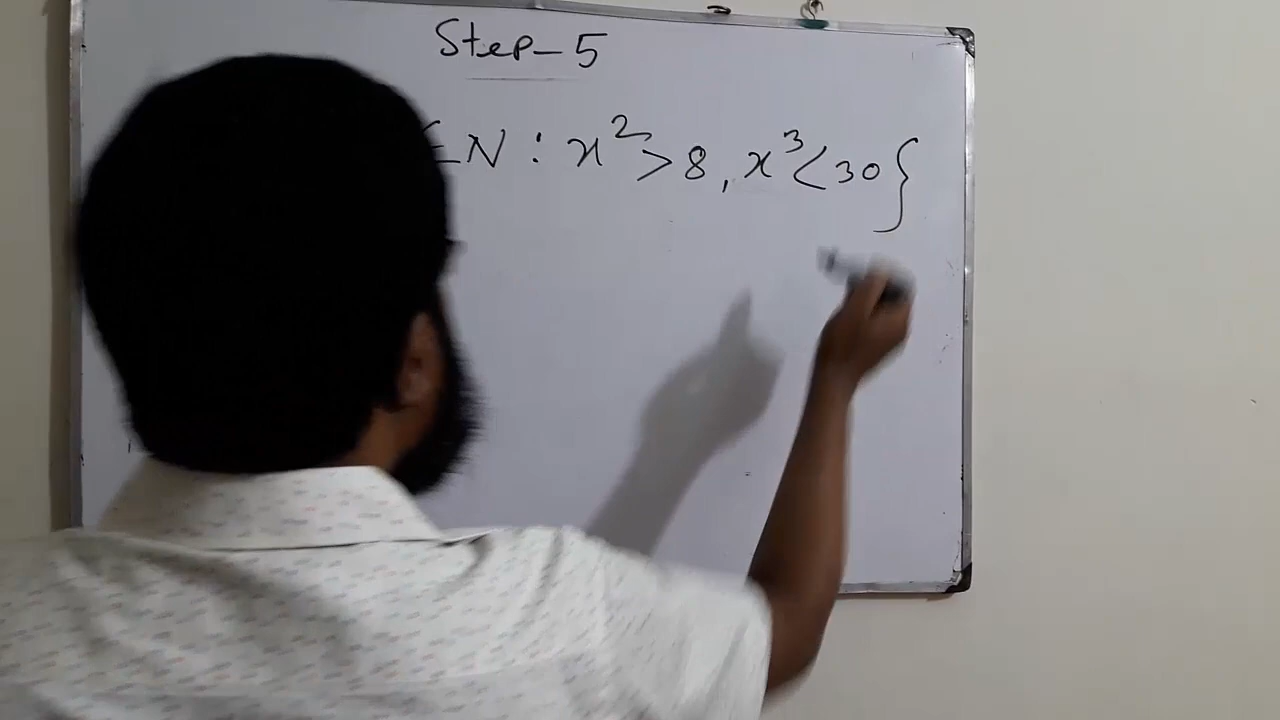 Step-5
∈N : x²>8, x³<30}